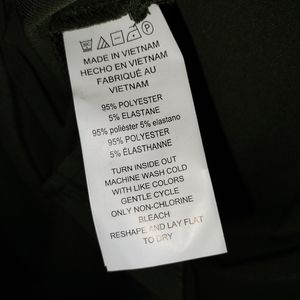 MADE IN VIETNAM
HECHO EN VIETNAM
FABRIQUÉ AU
VIETNAM
95% POLYESTER
5% ELASTANE
95% poliéster 5% elastano
95% POLYESTER
5% ÉLASTHANNE
TURN INSIDE OUT
MACHINE WASH COLD
WITH LIKE COLORS
GENTLE CYCLE
ONLY NON-CHLORINE
BLEACH
RESHAPE AND LAY FLAT
TO DRY